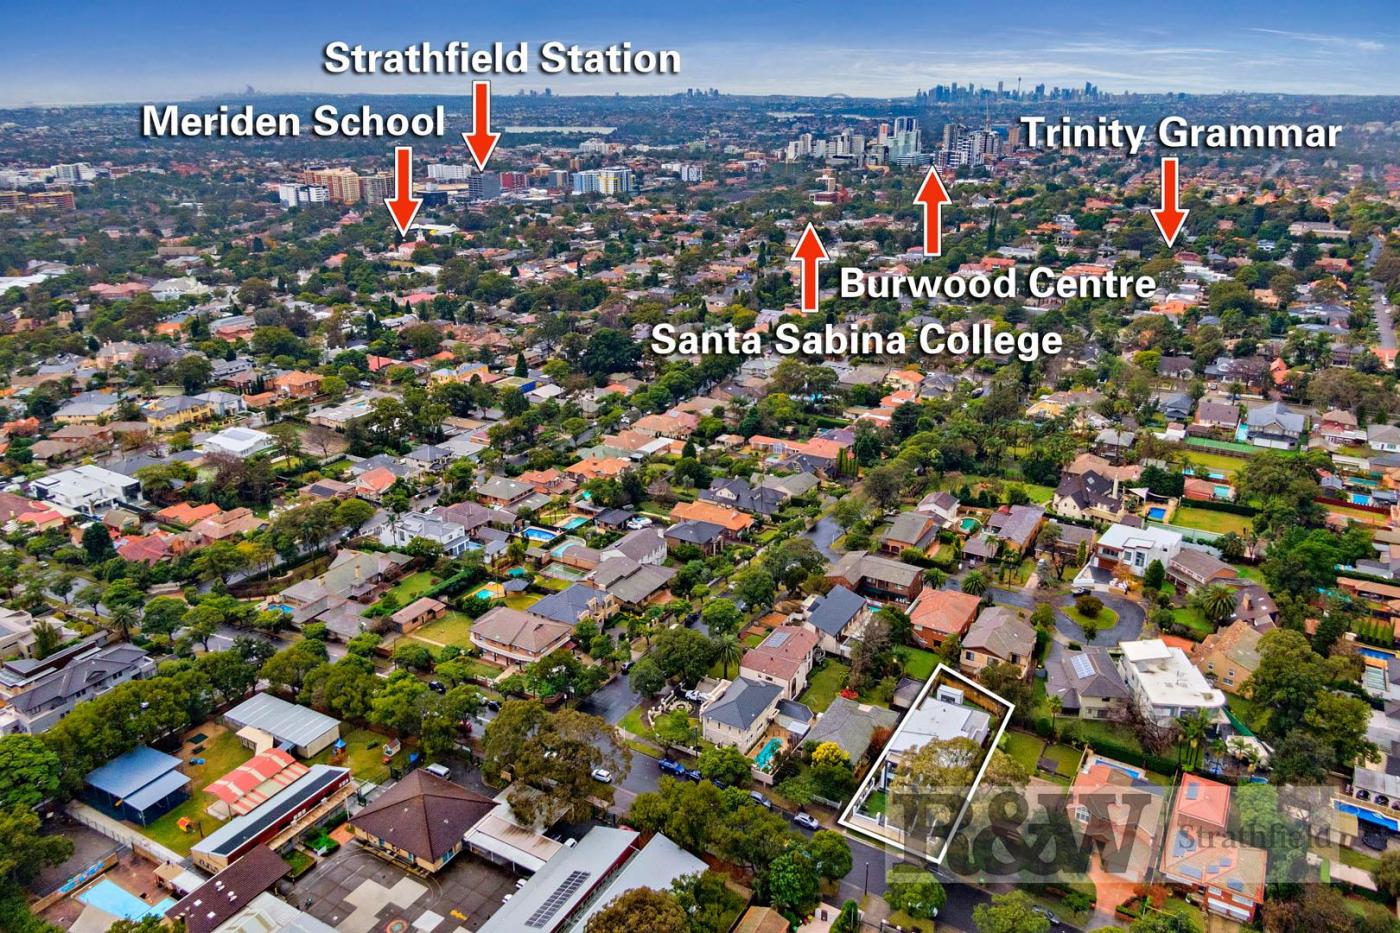 Strathfield Station
Meriden School
Trinity Grammar
Burwood Centre
Santa Sabina College
R&W Strathfield